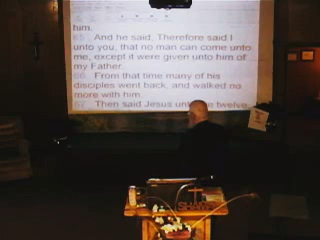 him.
65 And he said, Therefore said I
unto you, that no man can come unto
me, except it were given unto him of
my Father.
66 From that time many of his
disciples went back, and walked no
more with him.
67 Then said Jesus unto twelve,